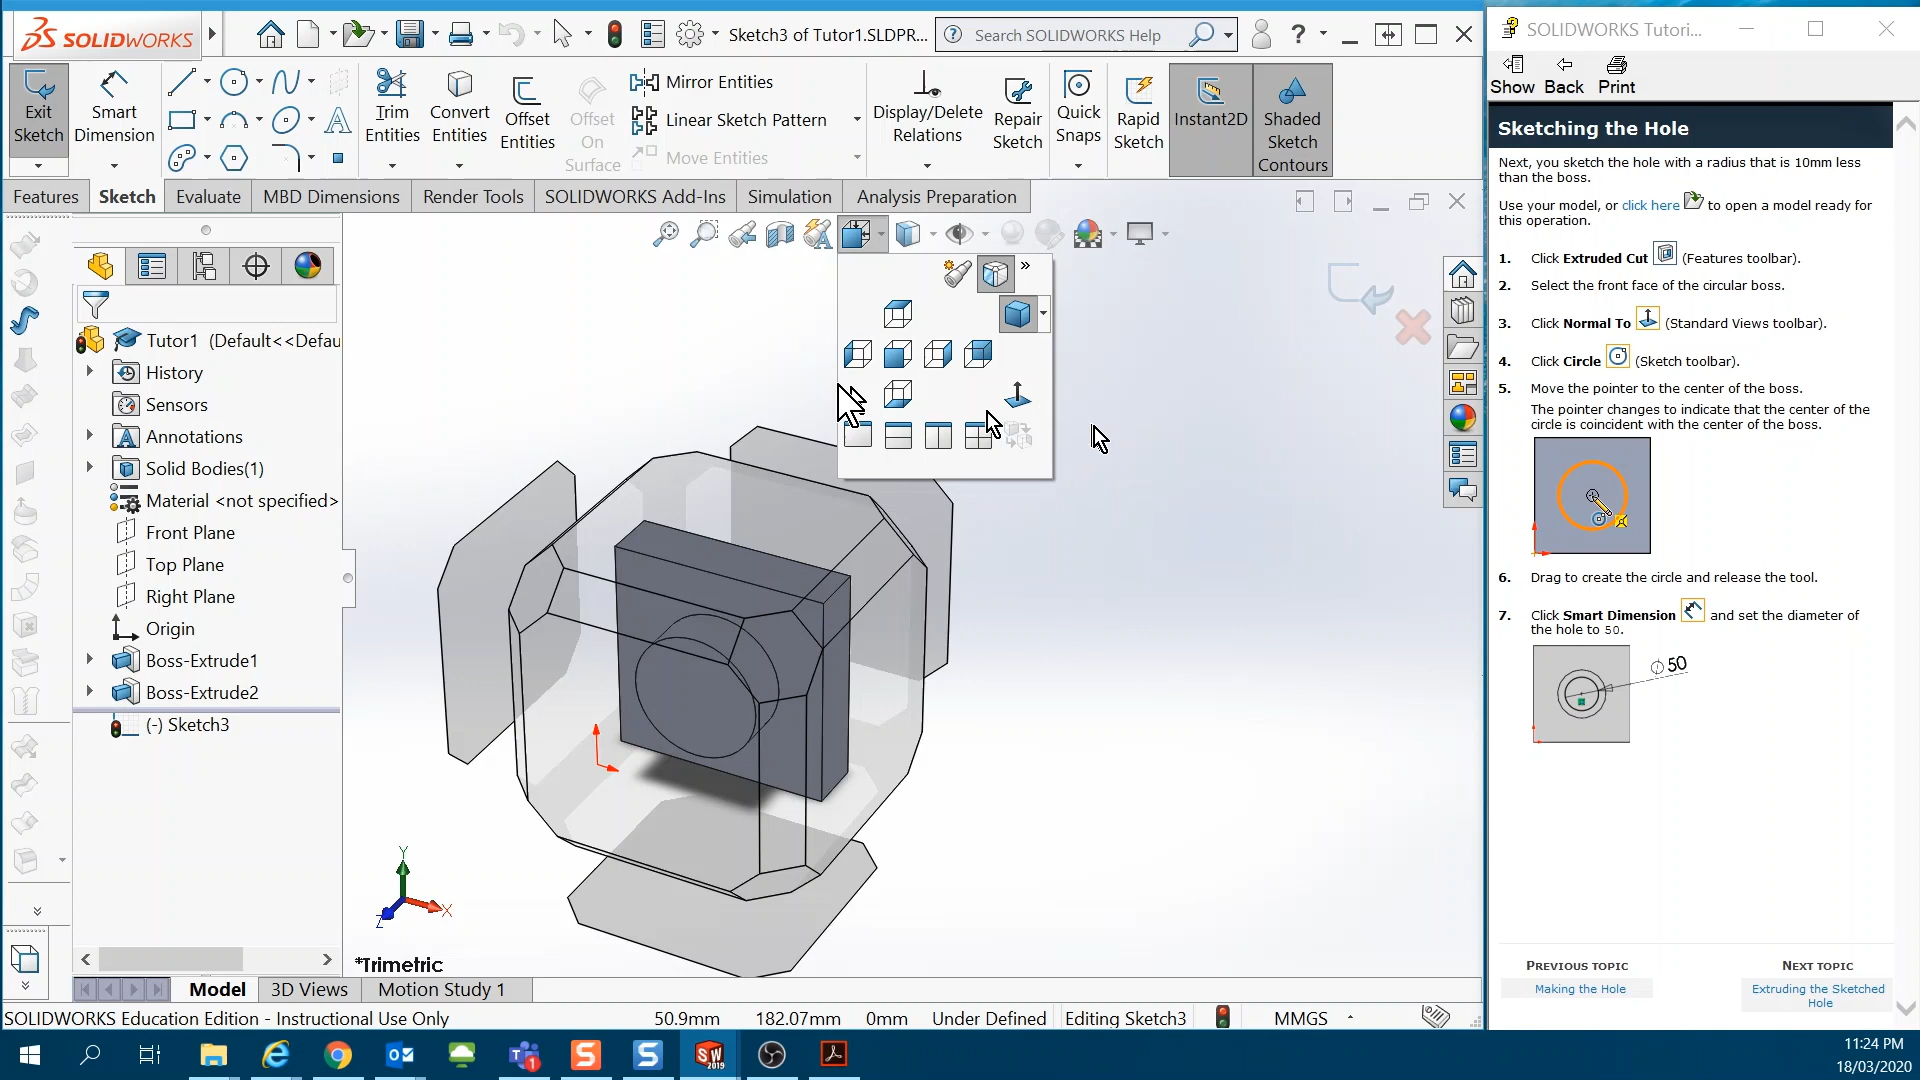 SOLIDWORKS
Sketch3 of Tutor1.SLDPR...
Search SOLIDWORKS Help
?
SOLIDWORKS Tutori...
Show Back Print
Exit Sketch
Smart Dimension
Trim Entities
Convert Entities
Offset Entities
Offset On Surface
Mirror Entities
Linear Sketch Pattern
Move Entities
Display/Delete Relations
Repair Sketch
Quick Snaps
Rapid Sketch
Instant2D
Shaded Sketch Contours
Features Sketch Evaluate MBD Dimensions Render Tools SOLIDWORKS Add-Ins Simulation Analysis Preparation
Tutor1 (Default<<Defau
History
Sensors
Annotations
Solid Bodies(1)
Material <not specified>
Front Plane
Top Plane
Right Plane
Origin
Boss-Extrude1
Boss-Extrude2
(-) Sketch3
Y
X
Z
*Trimetric
Model 3D Views Motion Study 1
SOLIDWORKS Education Edition - Instructional Use Only 50.9mm 182.07mm 0mm Under Defined Editing Sketch3 MMGS
Sketching the Hole
Next, you sketch the hole with a radius that is 10mm less
than the boss.
Use your model, or click here to open a model ready for
this operation.
1. Click Extruded Cut (Features toolbar).
2. Select the front face of the circular boss.
3. Click Normal To (Standard Views toolbar).
4. Click Circle (Sketch toolbar).
5. Move the pointer to the center of the boss.
The pointer changes to indicate that the center of the
circle is coincident with the center of the boss.
6. Drag to create the circle and release the tool.
7. Click Smart Dimension and set the diameter of
the hole to 50.
∅50
PREVIOUS TOPIC
Making the Hole
NEXT TOPIC
Extruding the Sketched
Hole
SW
2019
11:24 PM
18/03/2020